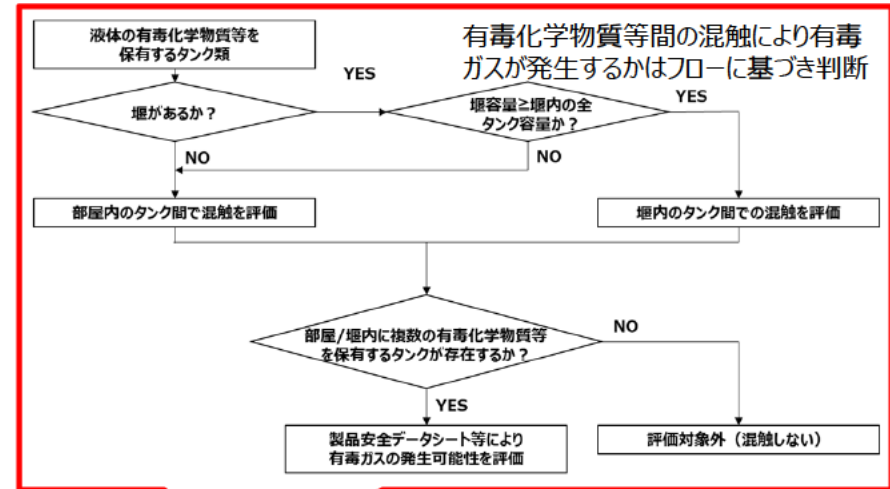 有毒化学物質等間の混触により有毒
ガスが発生するかはフローに基づき判断
液体の有毒化学物質等を
保有するタンク類
YES
堰があるか？
堰容量≧堰内の全
タンク容量か？
YES
NO
NO
部屋内のタンク間で混触を評価
堰内のタンク間での混触を評価
部屋/堰内に複数の有毒化学物質等
を保有するタンクが存在するか？
NO
YES
製品安全データシート等により
有毒ガスの発生可能性を評価
評価対象外（混触しない）